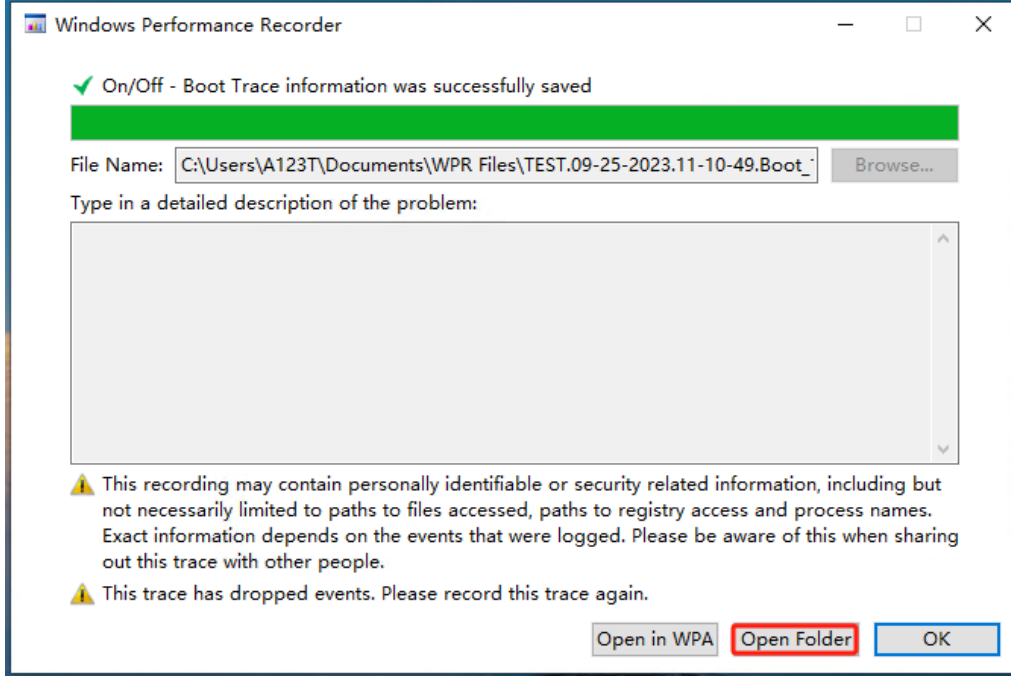 Windows Performance Recorder
On/Off - Boot Trace information was successfully saved
File Name: C:\Users\A123T\Documents\WPR Files\TEST.09-25-2023.11-10-49.Boot_ Browse...
Type in a detailed description of the problem:
This recording may contain personally identifiable or security related information, including but
not necessarily limited to paths to files accessed, paths to registry access and process names.
Exact information depends on the events that were logged. Please be aware of this when sharing
out this trace with other people.
This trace has dropped events. Please record this trace again.
Open in WPA Open Folder OK